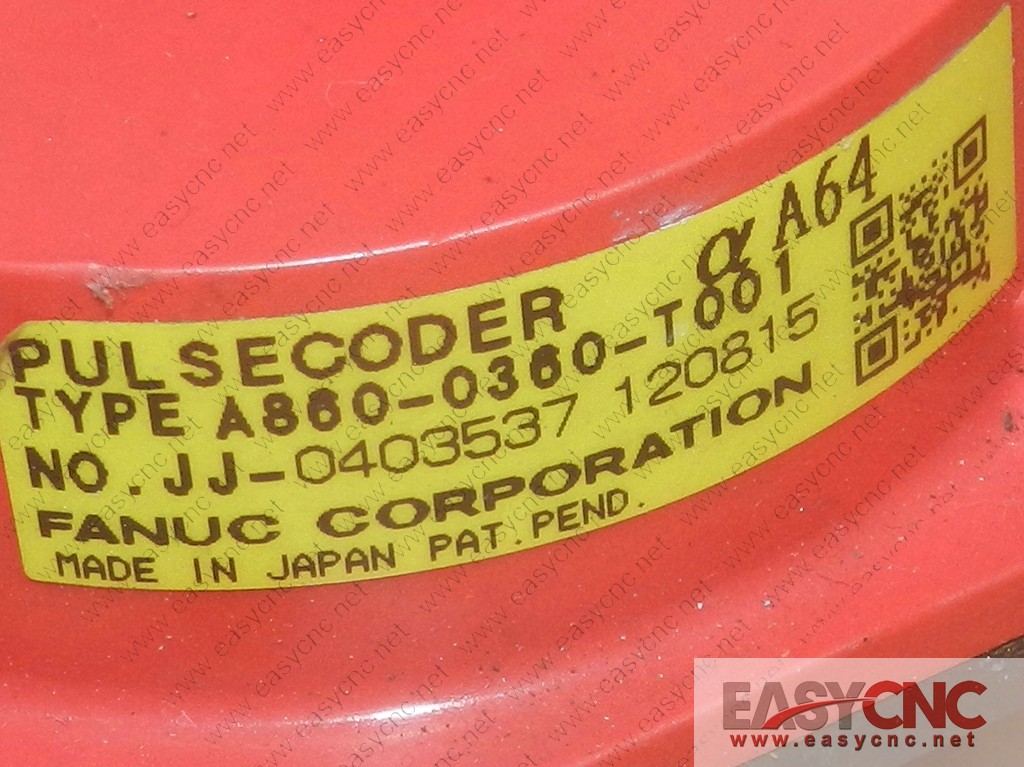 PULSECODER α A64
TYPE A860-0360-T001
NO. JJ-0403537 120815
FANUC CORPORATION
MADE IN JAPAN PAT.PEND.
EASYCNC
www.easycnc.net